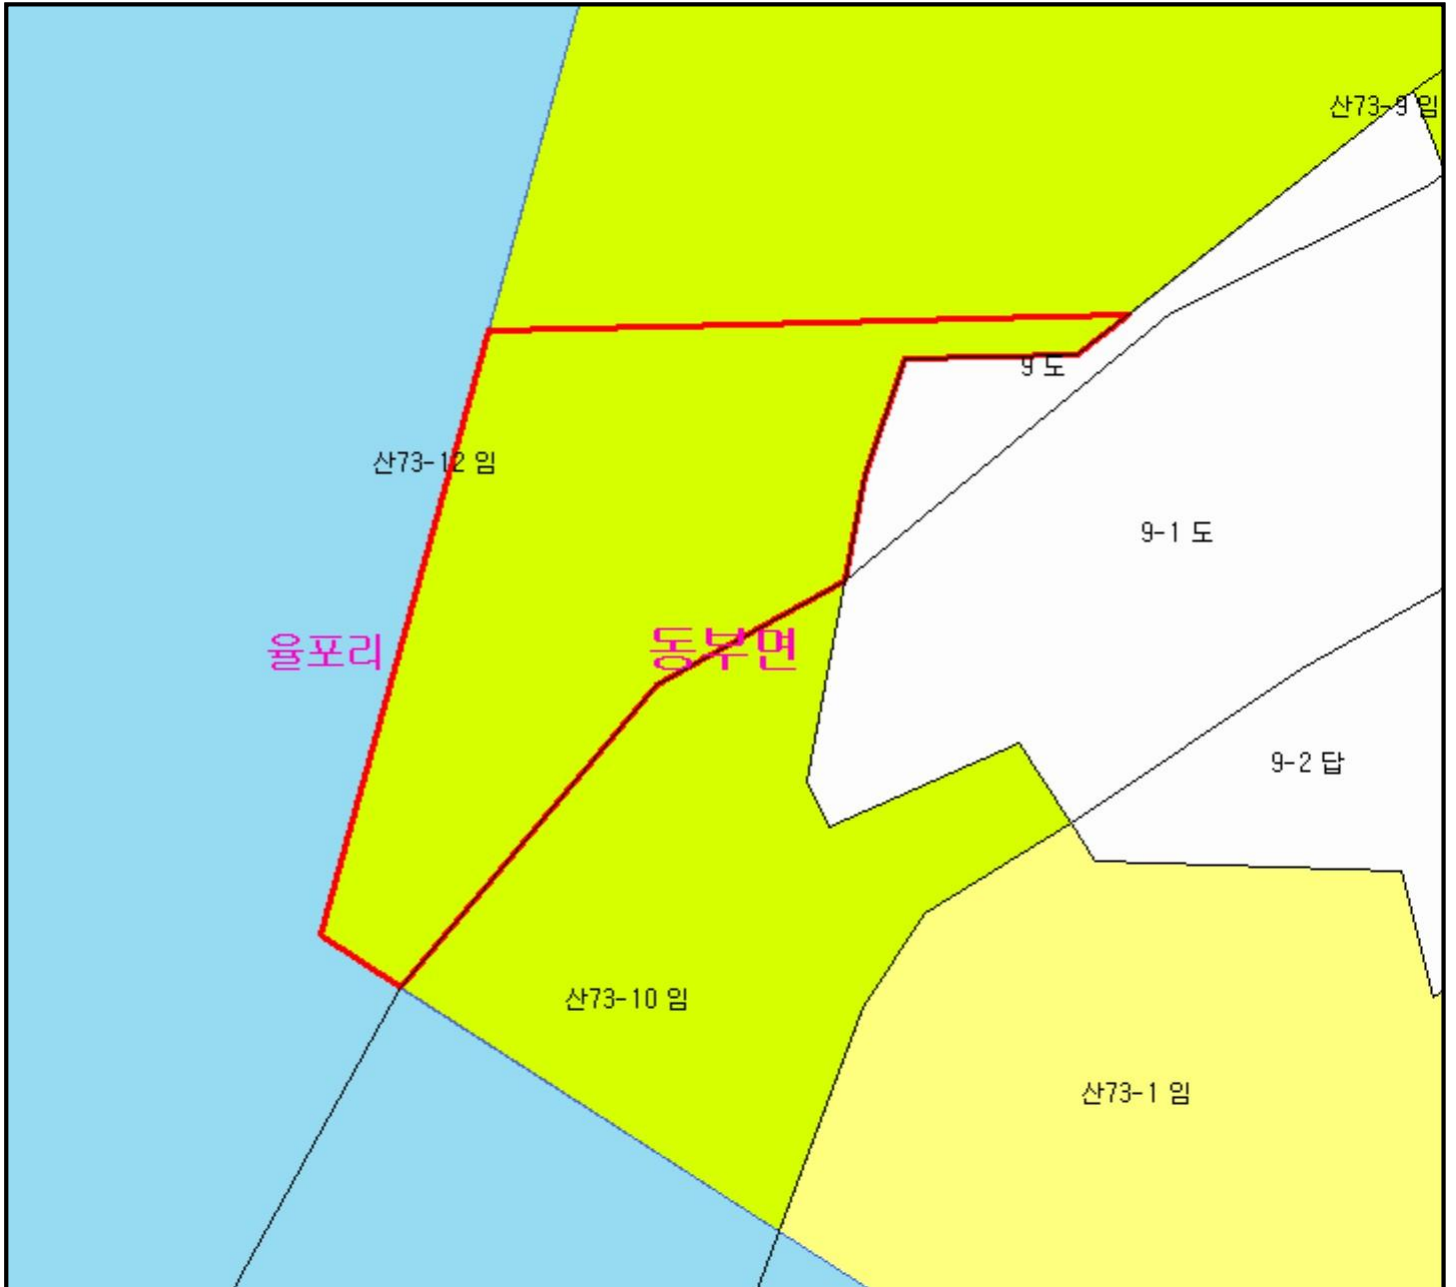 산73-9 임
9 도
산73-12 임
9-1 도
율포리
동부면
9-2 답
산73-10 임
산73-1 임